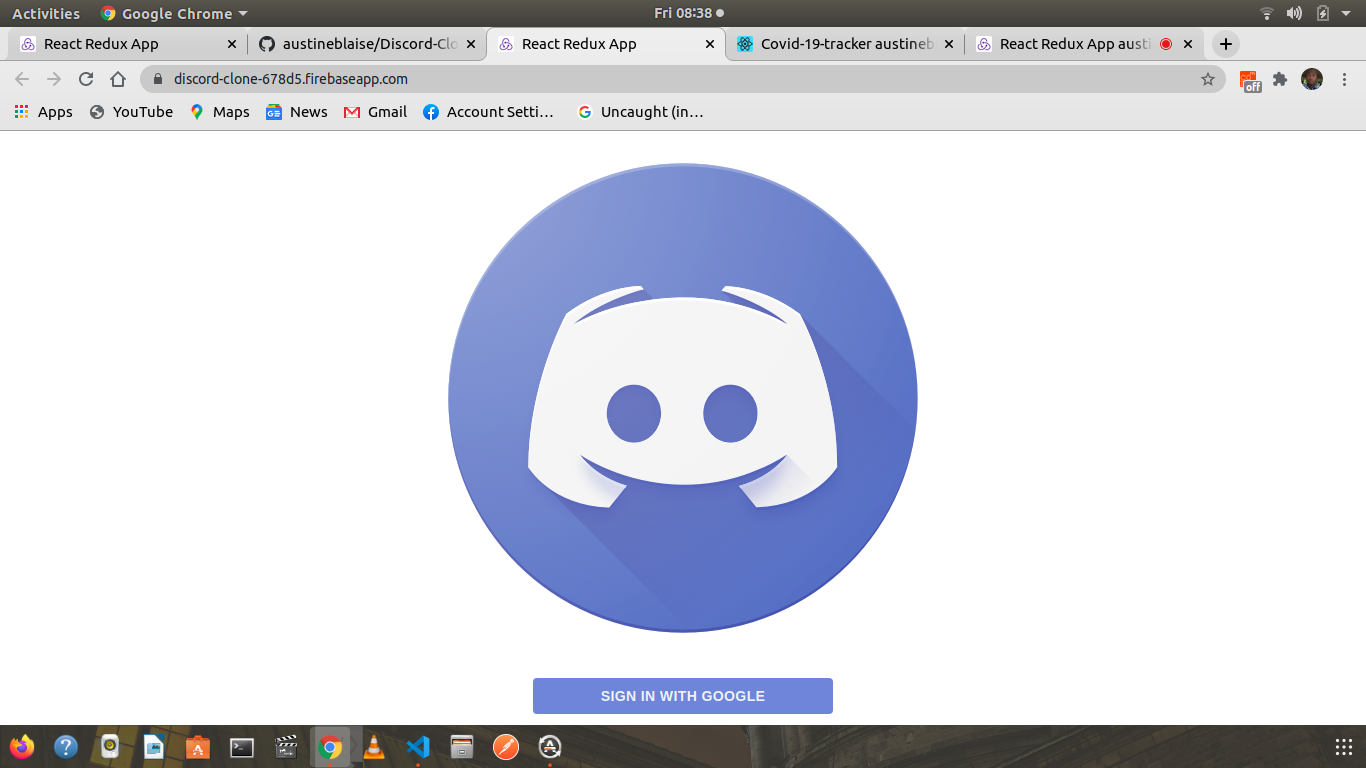 Activities Google Chrome Fri 08:38
React Redux App austineblaise/Discord-Clo React Redux App Covid-19-tracker austineb React Redux App austi
discord-clone-678d5.firebaseapp.com off
Apps YouTube Maps News Gmail Account Setti... Uncaught (in...
SIGN IN WITH GOOGLE